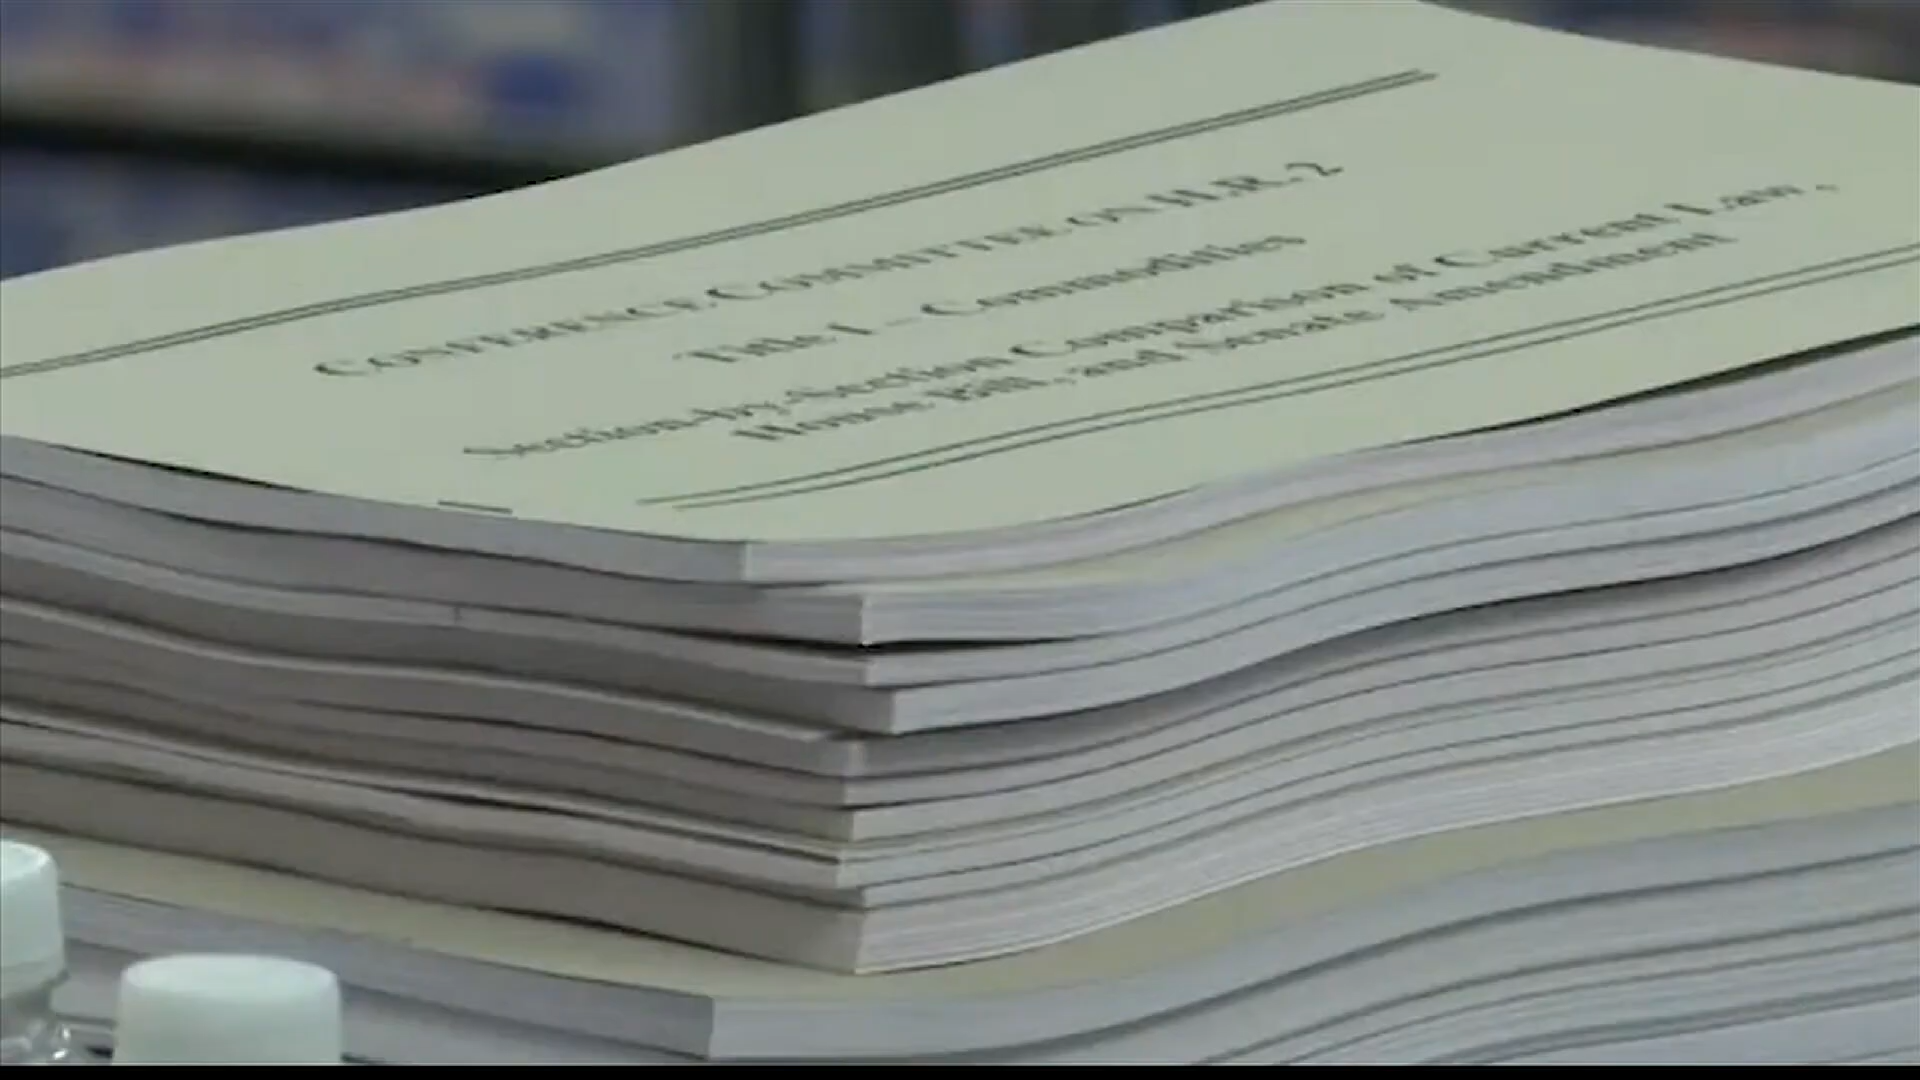 CONFERENCE COMMITTEE ON H.R. 2
Title I – Commodities
Section-by-Section Comparison of Current Law,
House Bill, and Senate Amendment